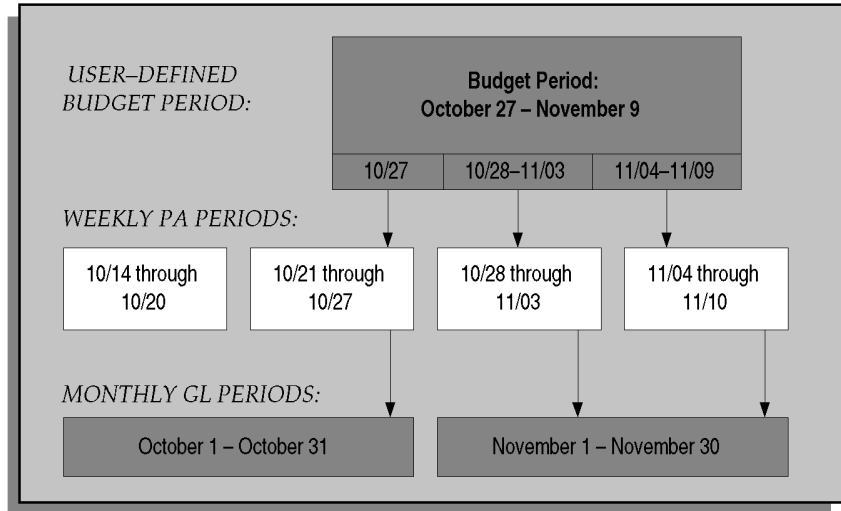 USER–DEFINED
BUDGET PERIOD:
Budget Period:
October 27 – November 9
10/27
10/28–11/03
11/04–11/09
WEEKLY PA PERIODS:
10/14 through
10/20
10/21 through
10/27
10/28 through
11/03
11/04 through
11/10
MONTHLY GL PERIODS:
October 1 – October 31
November 1 – November 30